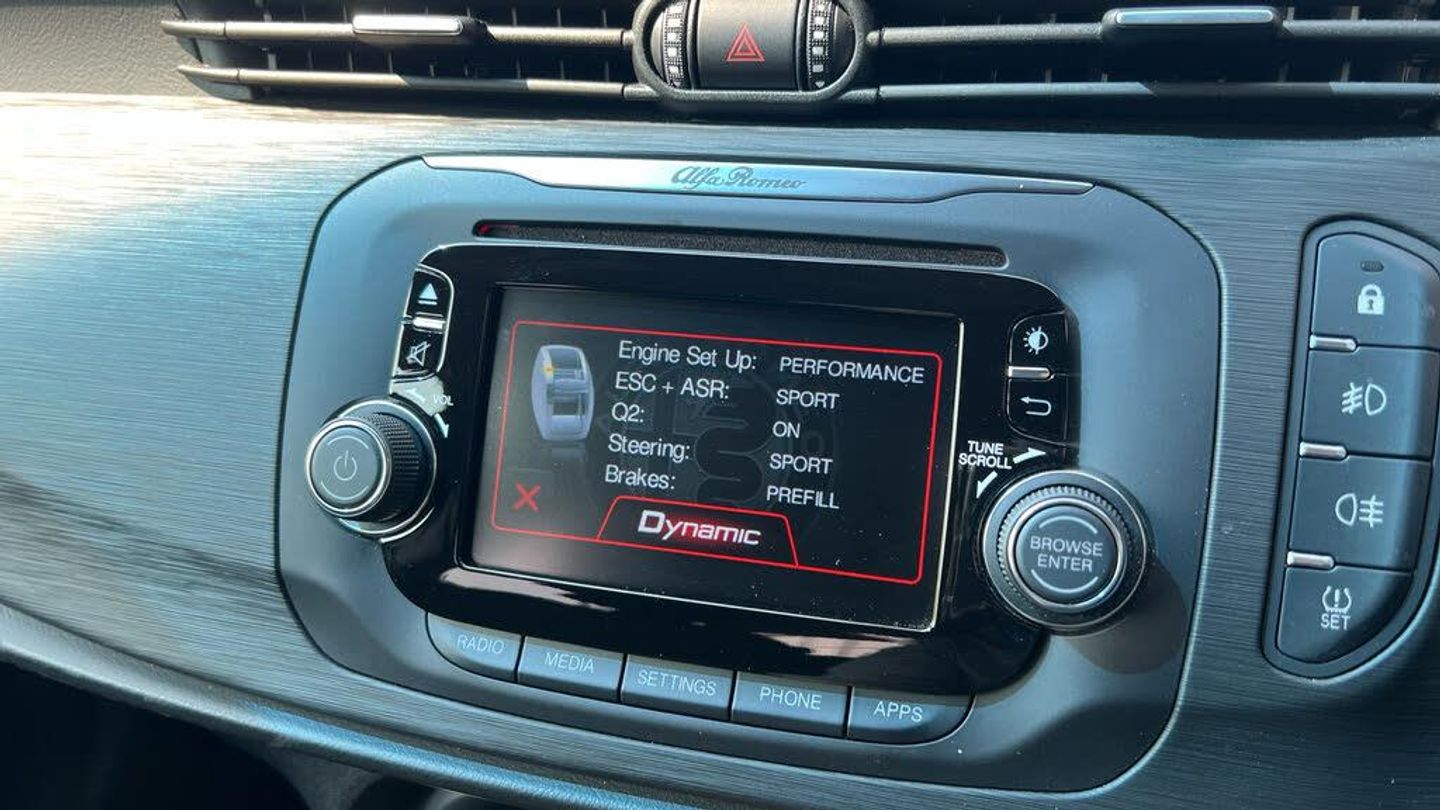 Alfa Romeo
Engine Set Up: PERFORMANCE
ESC + ASR: SPORT
Q2: ON
Steering: SPORT
Brakes: PREFILL
Dynamic
VOL
TUNE
SCROLL
BROWSE
ENTER
SET
RADIO
MEDIA
SETTINGS
PHONE
APPS